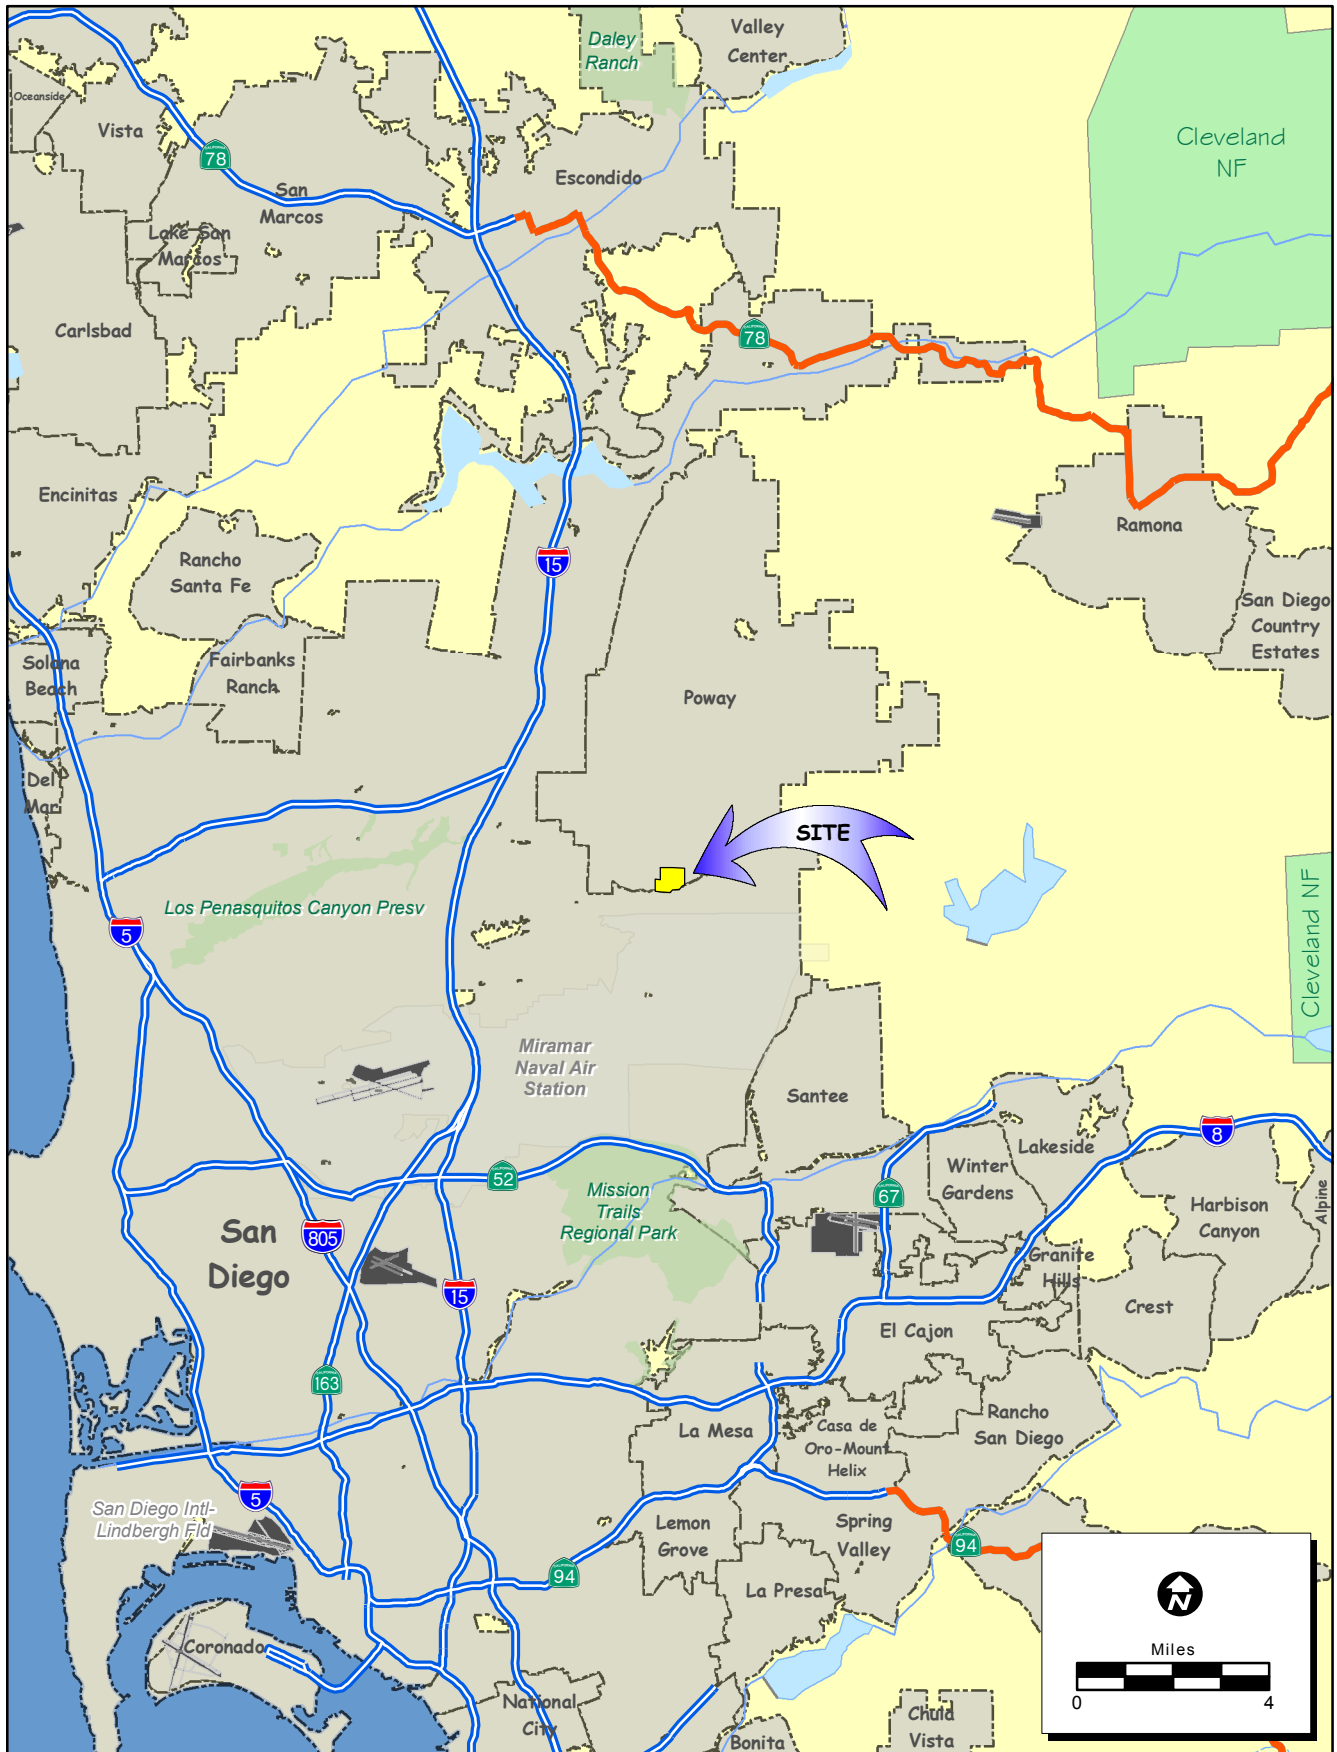 Valley
Center
Daley
Ranch
Oceanside
Vista
78
Cleveland
NF
Escondido
San
Marcos
Lake San
Marcos
Carlsbad
78
Encinitas
Ramona
Rancho
Santa Fe
15
San Diego
Country
Estates
Solana
Beach
Fairbanks
Ranch
Poway
Del
Mar
SITE
Los Penasquitos Canyon Presv
5
Cleveland NF
Miramar
Naval Air
Station
Santee
8
Lakeside
Winter
Gardens
52
67
Mission
Trails
Regional Park
Harbison
Canyon
Alpine
San
Diego
805
Granite
Hills
15
Crest
El Cajon
163
La Mesa
Casa de
Oro-Mount
Helix
Rancho
San Diego
5
San Diego Intl-
Lindbergh Fld
Lemon
Grove
Spring
Valley
94
94
La Presa
N
Coronado
Miles
0 4
National
City
Chula
Vista
Bonita